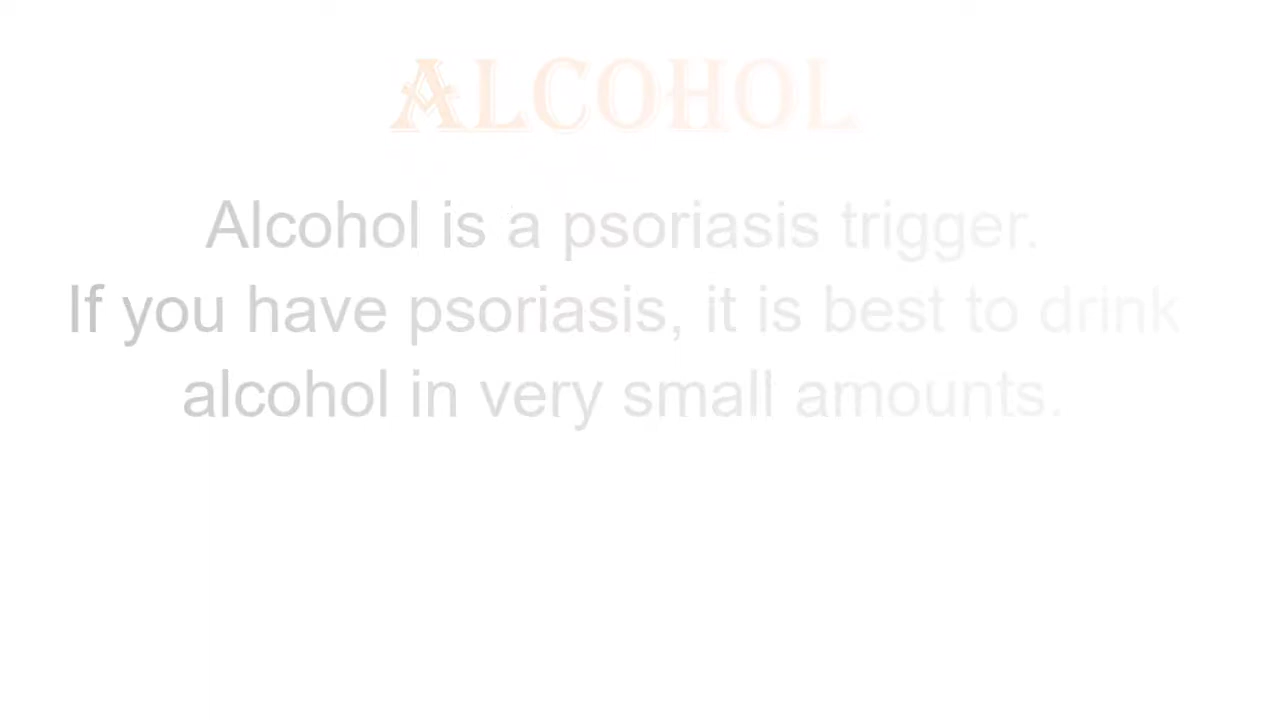 ALCOHOL
Alcohol is a psoriasis trigger.
If you have psoriasis, it is best to drink
alcohol in very small amounts.